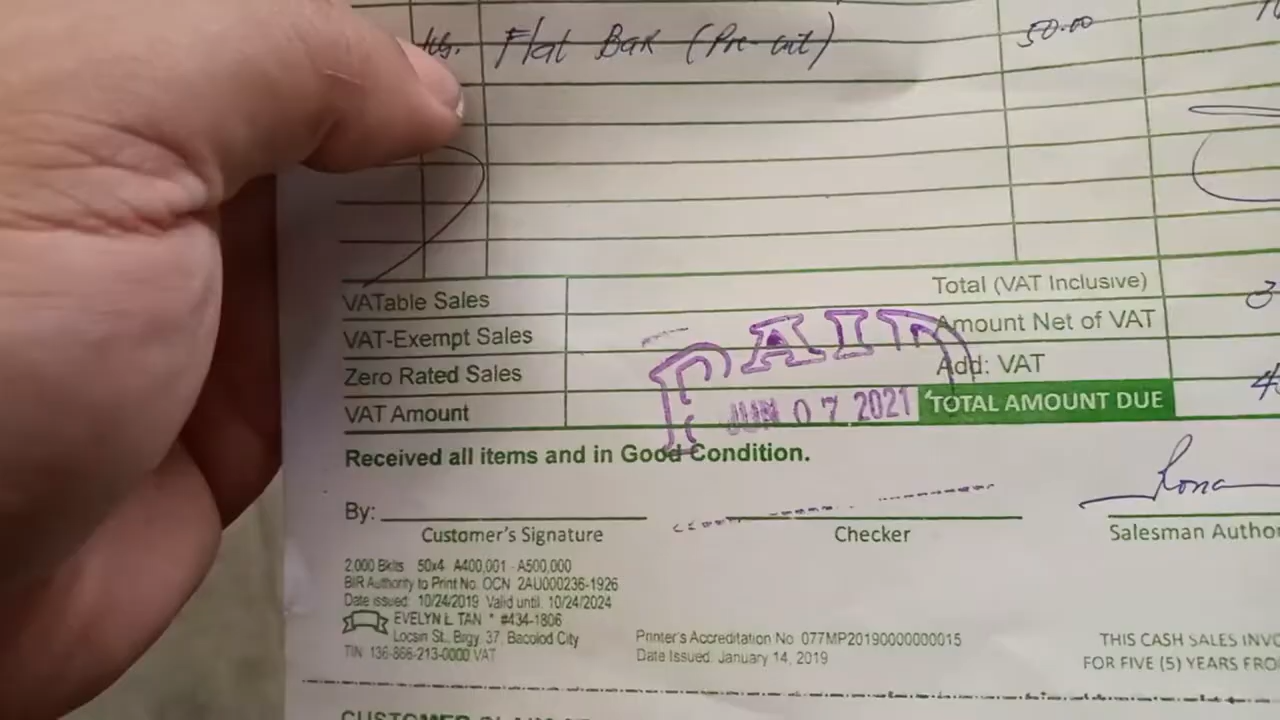 Flat Bar (Pre-cut) 50.00
VATable Sales Total (VAT Inclusive)
VAT-Exempt Sales Amount Net of VAT
Zero Rated Sales Add: VAT
VAT Amount TOTAL AMOUNT DUE
PAID
JUN 07 2021
Received all items and in Good Condition.
By:
Customer's Signature Checker Salesman Autho
2,000 Bklts 50x4 A400,001 - A500,000
BIR Authority to Print No. OCN 2AU000236-1926
Date issued: 10/24/2019 Valid until: 10/24/2024
EVELYN L. TAN * #434-1806
Locsin St., Brgy. 37, Bacolod City
TIN 136-866-213-0000 VAT
Printer's Accreditation No. 077MP20190000000015
Date Issued: January 14, 2019
THIS CASH SALES INV
FOR FIVE (5) YEARS FRO